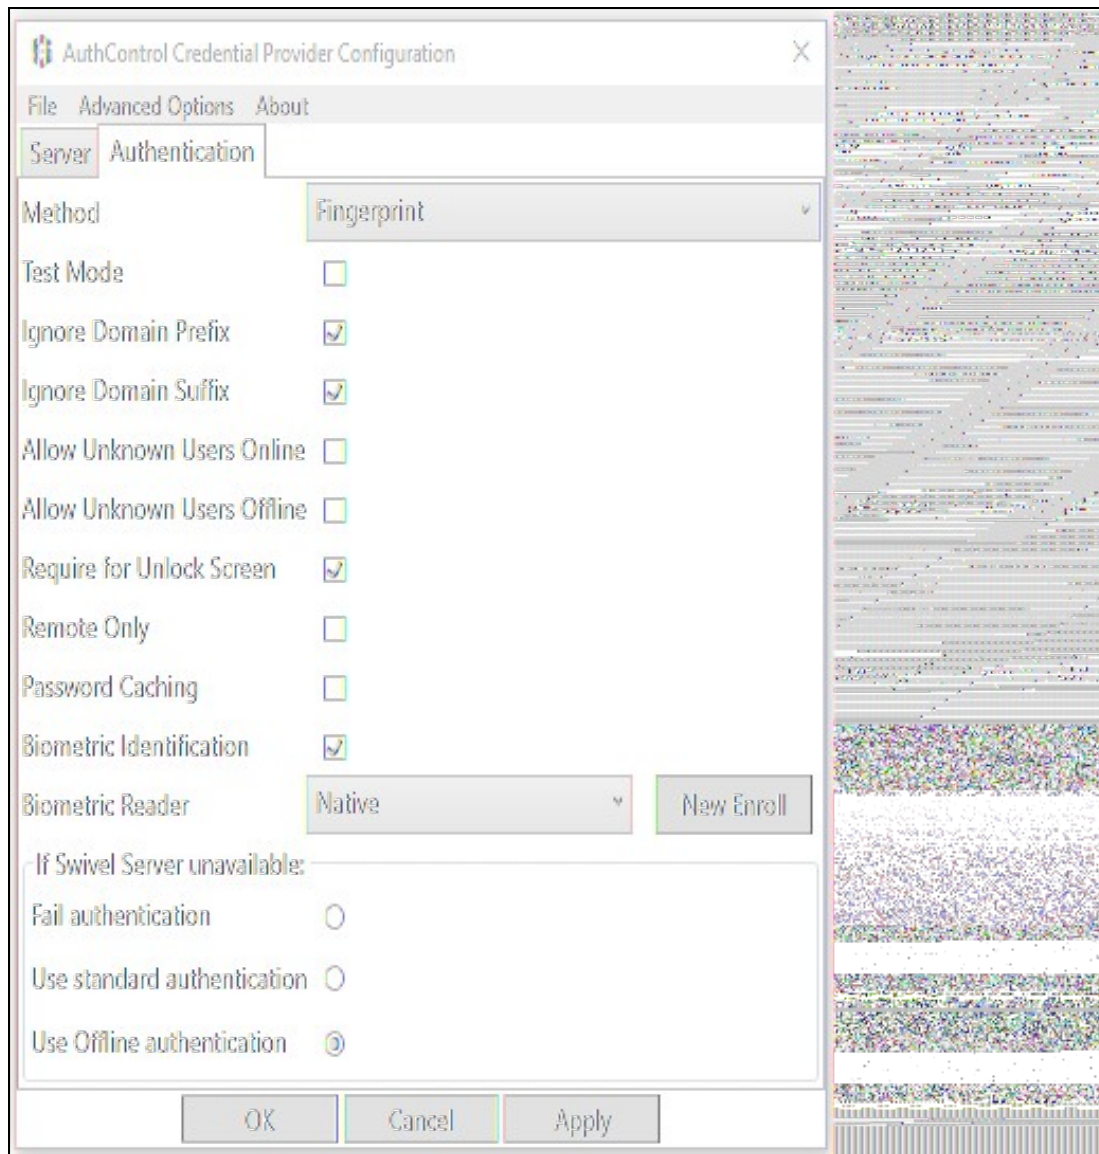 AuthControl Credential Provider Configuration
File Advanced Options About
Server Authentication
Method Fingerprint
Test Mode
Ignore Domain Prefix
Ignore Domain Suffix
Allow Unknown Users Online
Allow Unknown Users Offline
Require for Unlock Screen
Remote Only
Password Caching
Biometric Identification
Biometric Reader Native New Enroll
If Swivel Server unavailable:
Fail authentication
Use standard authentication
Use Offline authentication
OK Cancel Apply